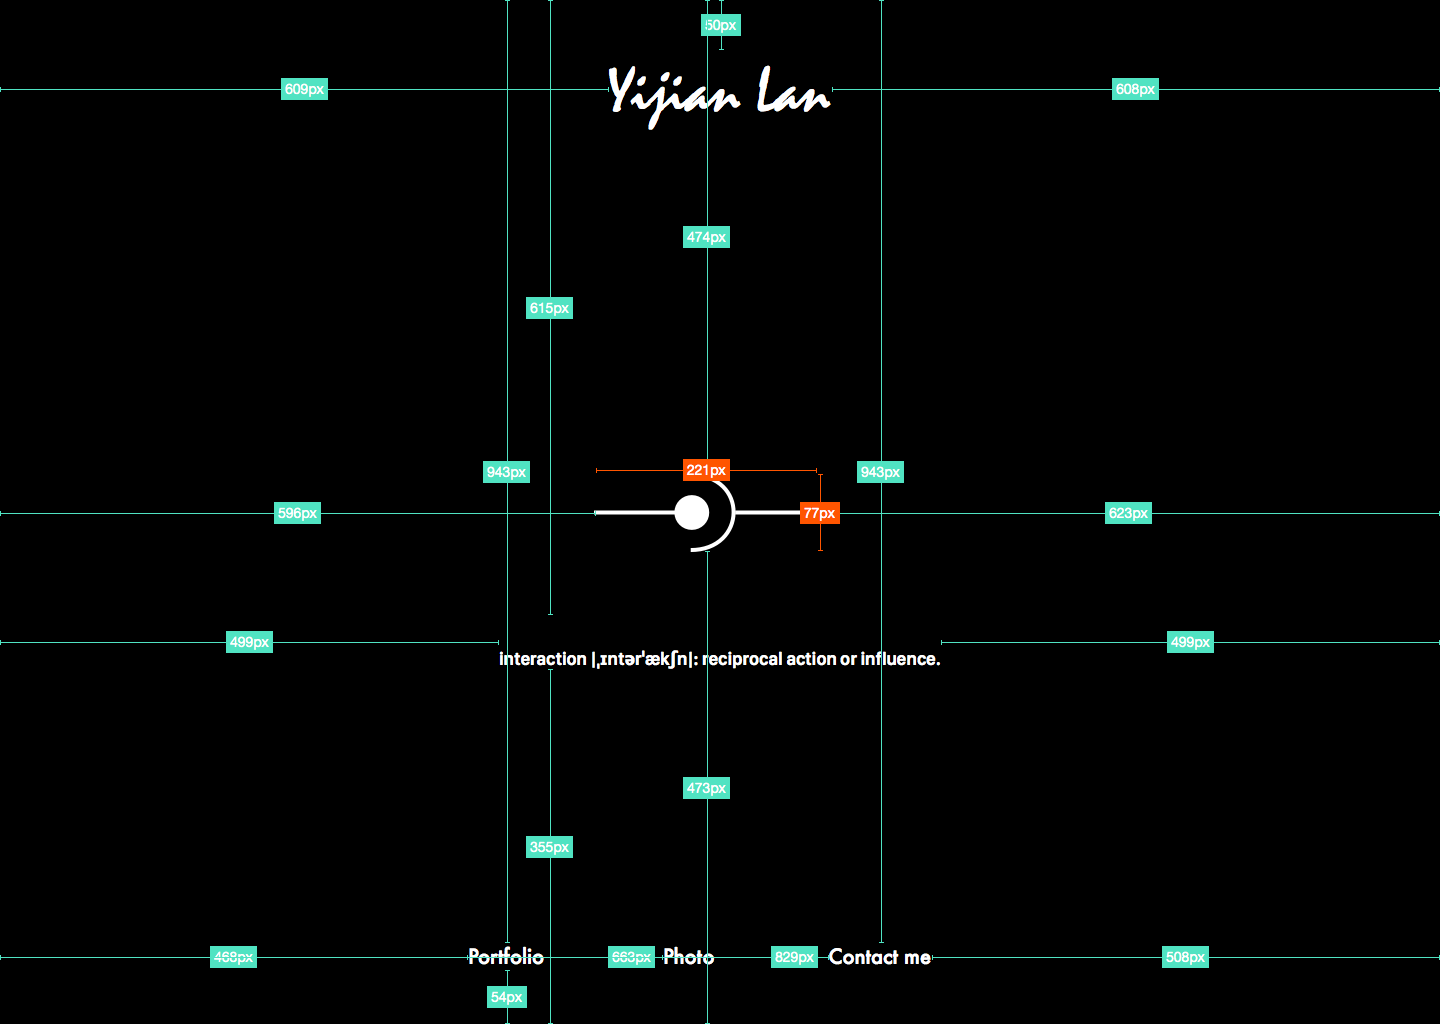 50px
609px
Yijian Lan
608px
474px
615px
221px
943px
943px
596px
77px
623px
499px
499px
interaction |ˌɪntərˈækʃn|: reciprocal action or influence.
473px
355px
468px Portfolio 663px Photo 829px Contact me 508px
54px